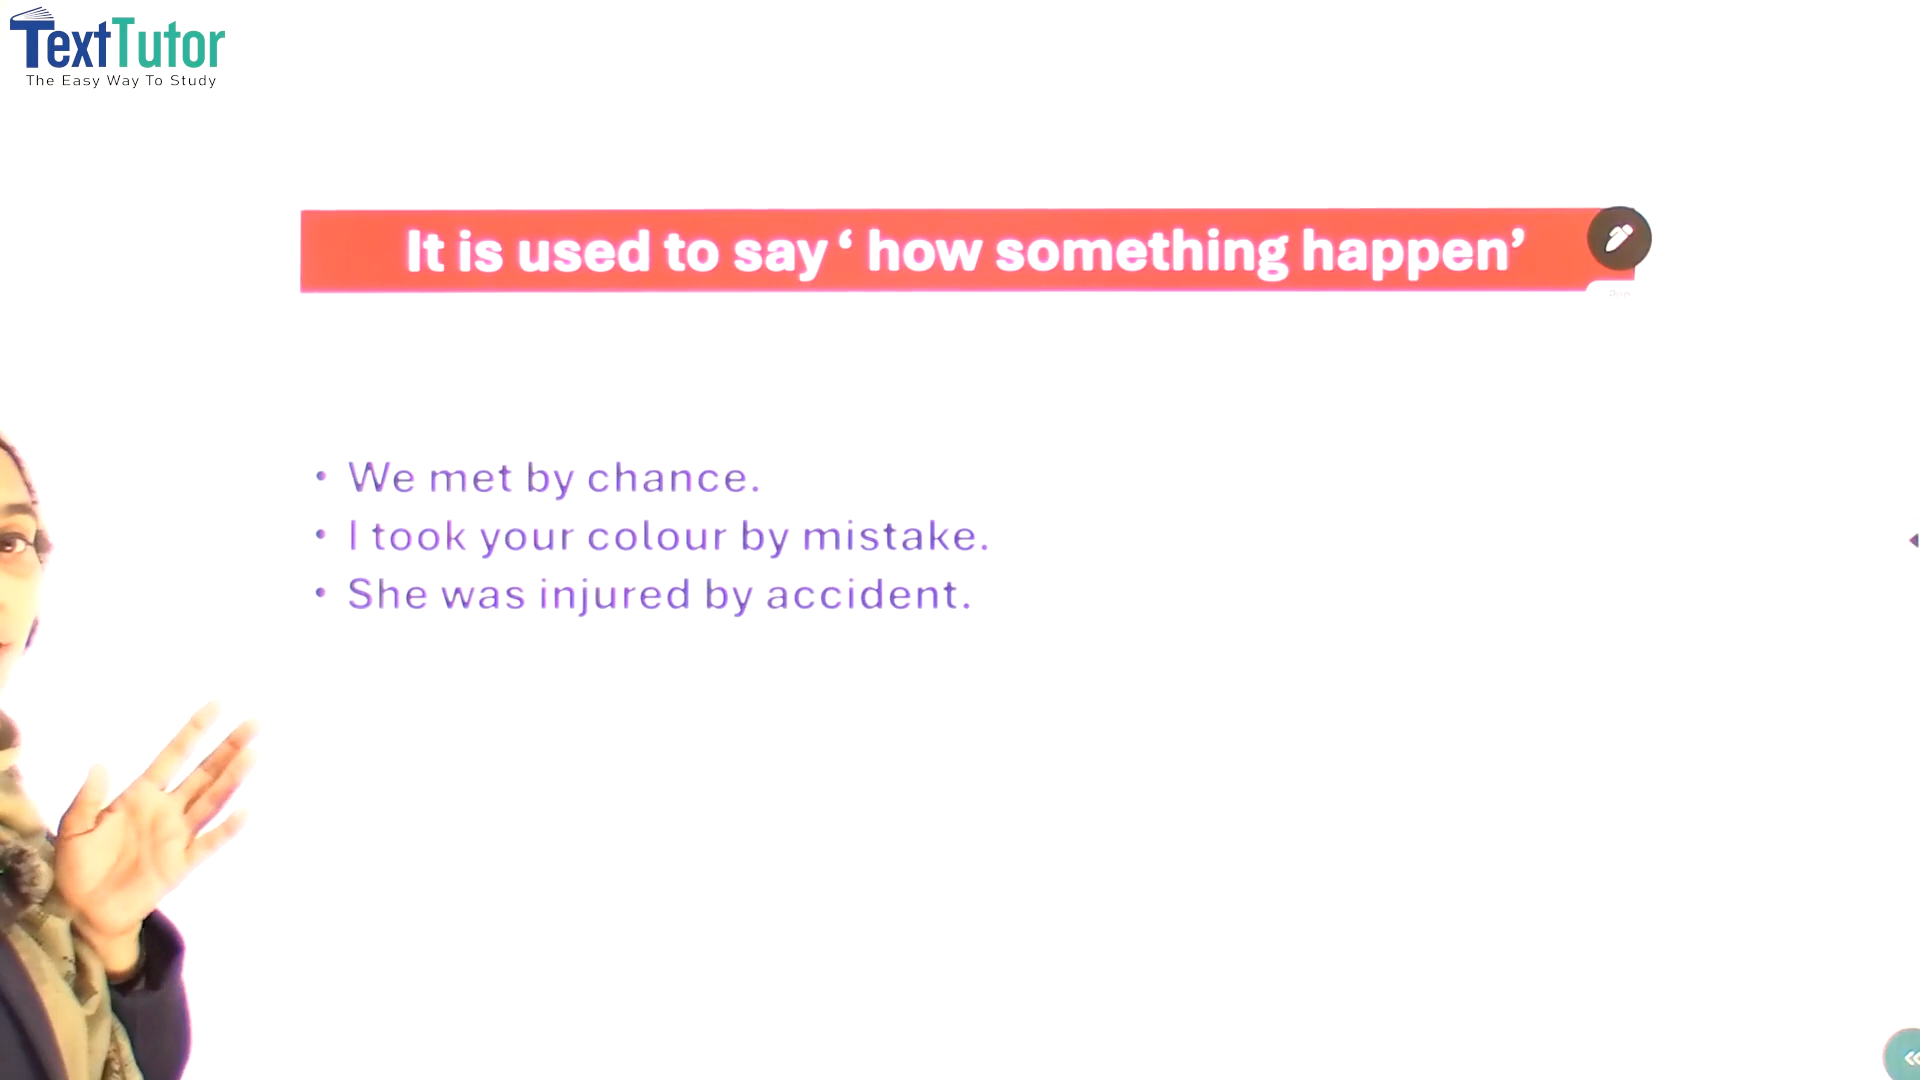 TextTutor
The Easy Way To Study
It is used to say ‘ how something happen’
Pen
• We met by chance.
• I took your colour by mistake.
• She was injured by accident.